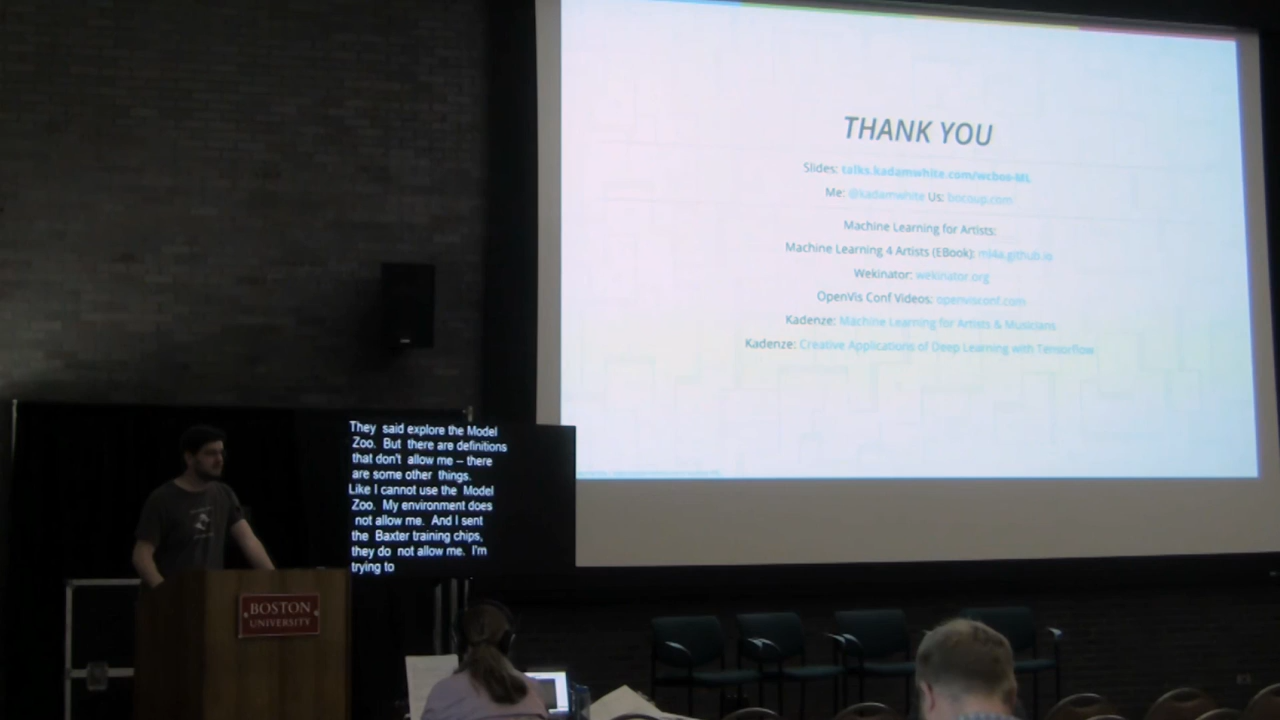 THANK YOU
Slides: talks.kadamwhite.com/wcbos-ML
Me: @kadamwhite Us: bocoup.com
Machine Learning for Artists:
Machine Learning 4 Artists (EBook): ml4a.github.io
Wekinator: wekinator.org
OpenVis Conf Videos: openvisconf.com
Kadenze: Machine Learning for Artists & Musicians
Kadenze: Creative Applications of Deep Learning with Tensorflow
They said explore the Model
Zoo. But there are definitions
that don't allow me -- there
are some other things.
Like I cannot use the Model
Zoo. My environment does
not allow me. And I sent
the Baxter training chips,
they do not allow me. I'm
trying to
BOSTON
UNIVERSITY